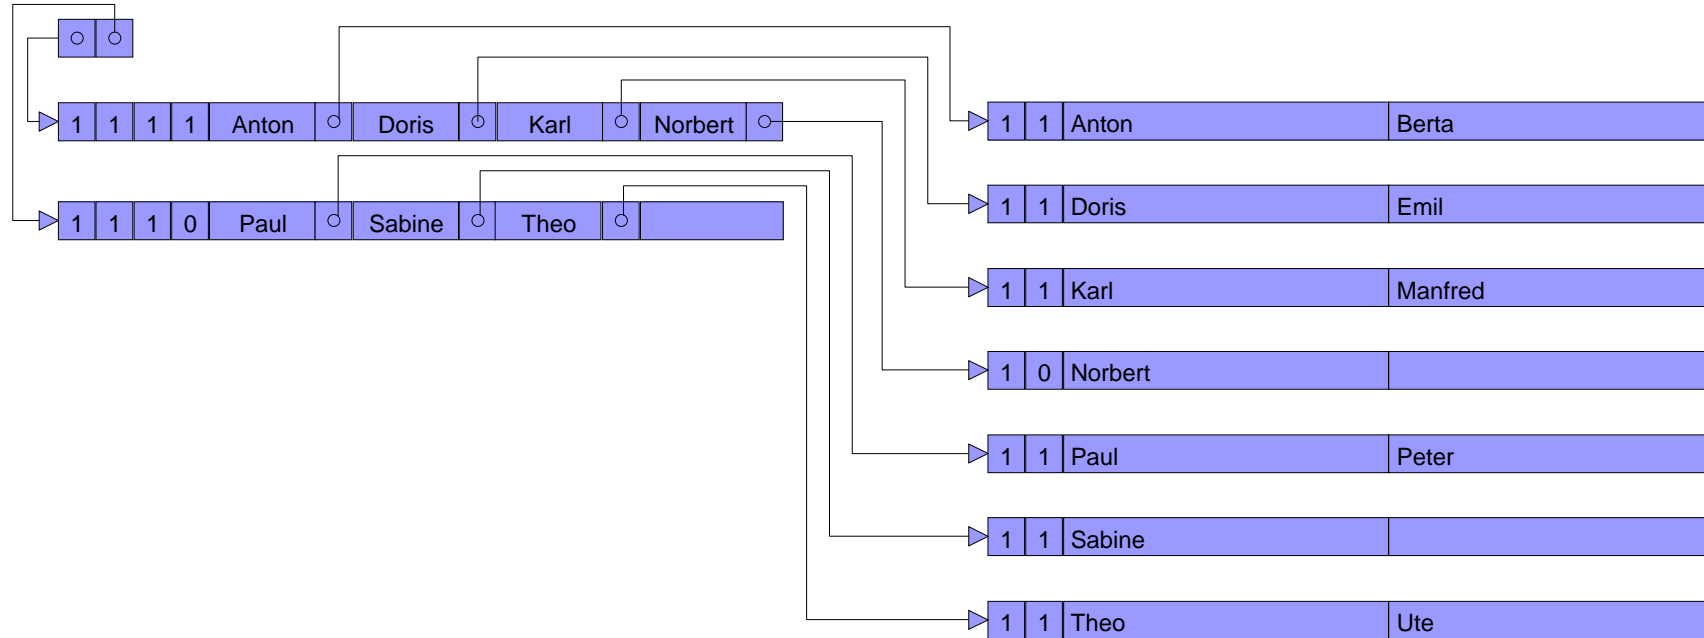 1 1 1 1 Anton Doris Karl Norbert
1 1 Anton Berta
1 1 1 0 Paul Sabine Theo
1 1 Doris Emil
1 1 Karl Manfred
1 0 Norbert
1 1 Paul Peter
1 1 Sabine
1 1 Theo Ute